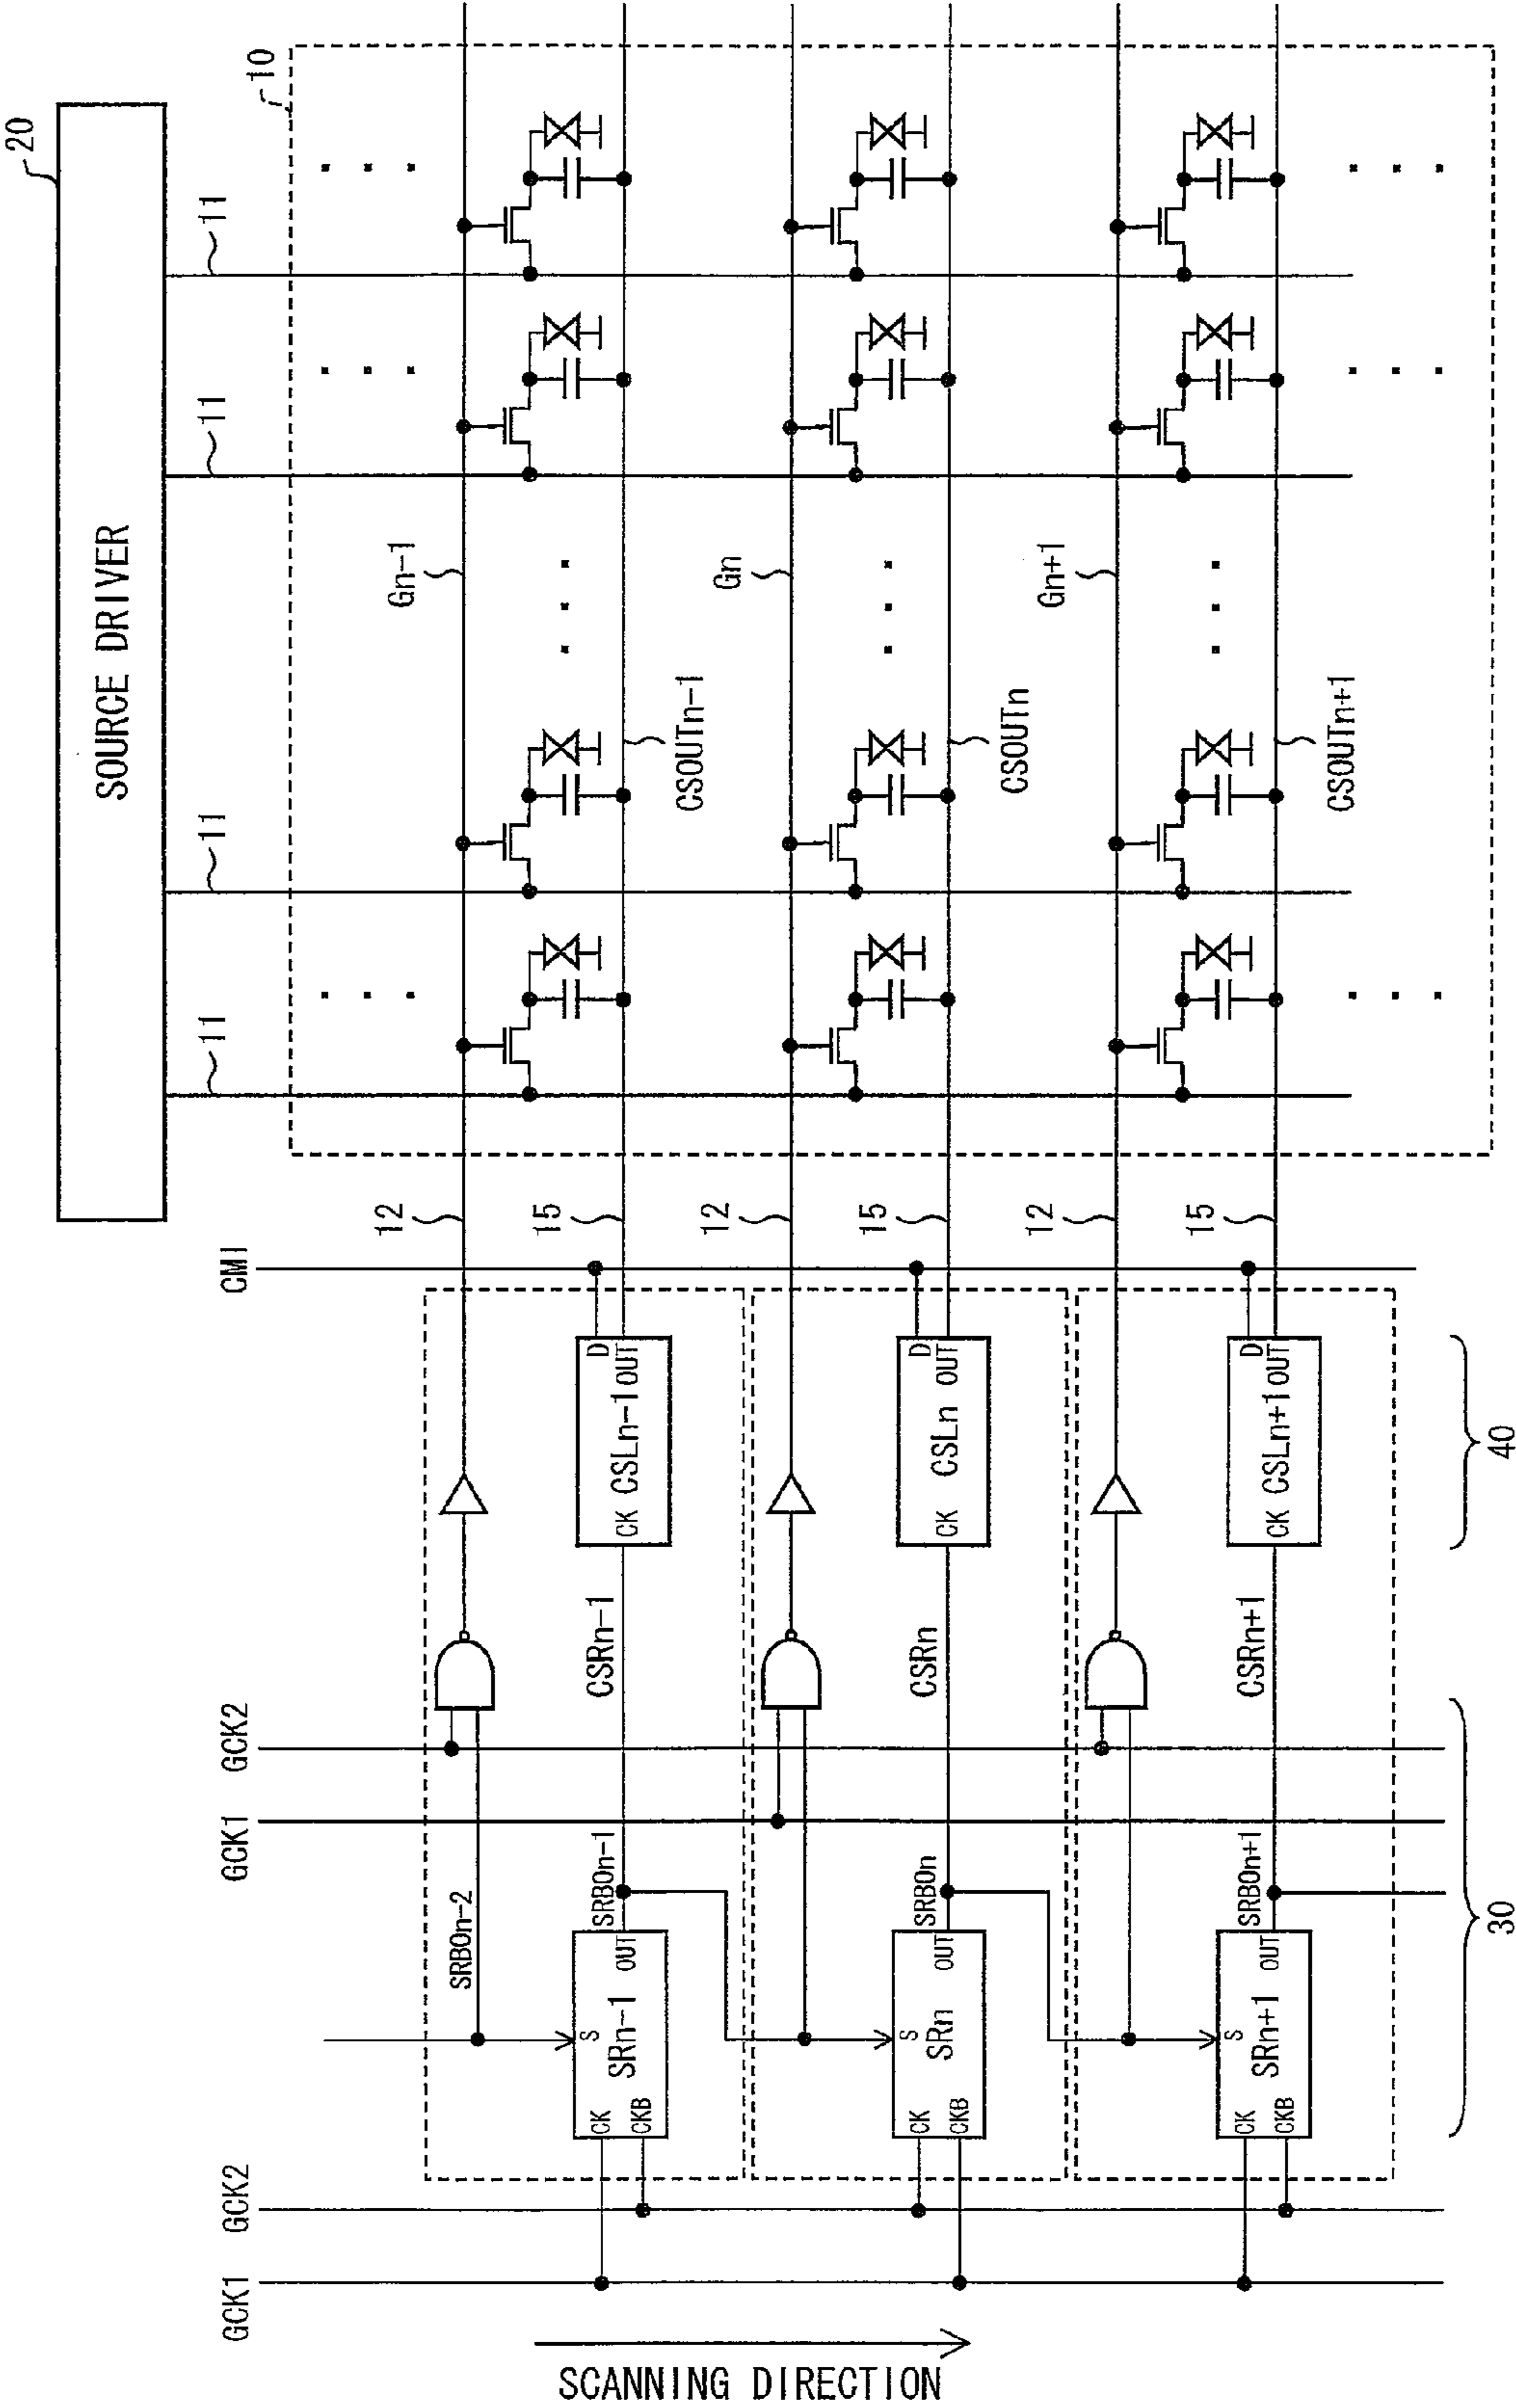 20
SOURCE DRIVER
10
11
11
11
11
Gn-1
Gn
Gn+1
CSOUTn-1
CSOUTn
CSOUTn+1
12
15
12
15
12
15
CMI
D
CK CSLn-1 OUT
D
CK CSLn OUT
D
CK CSLn+1 OUT
40
CSRn-1
CSRn
CSRn+1
GCK2
GCK1
SRBOn-2
SRBOn-1
SRBOn
SRBOn+1
S
CK SRn-1 OUT
CKB
S
CK SRn OUT
CKB
S
CK SRn+1 OUT
CKB
30
GCK2
GCK1
SCANNING DIRECTION